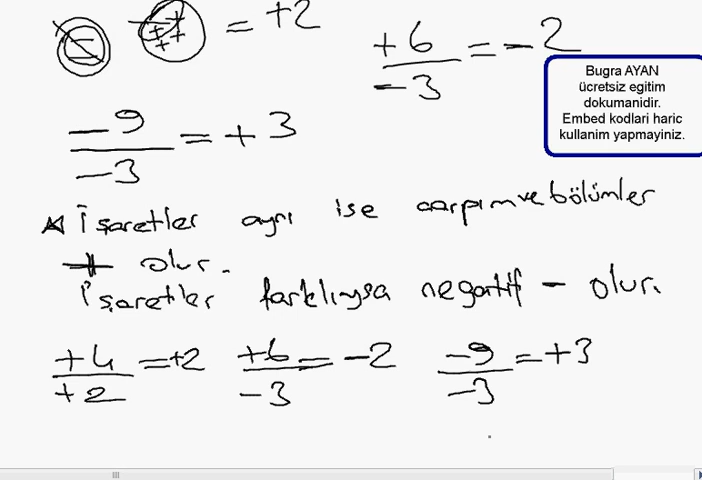 = +2
+6/-3 = -2
Bugra AYAN
ücretsiz egitim
dokumanidir.
Embed kodlari haric
kullanim yapmayiniz.
-9/-3 = +3
İşaretler aynı ise çarpım ve bölümler
+ olur.
İşaretler farklıysa negatif - olur.
+4/+2 = +2 +6/-3 = -2 -9/-3 = +3